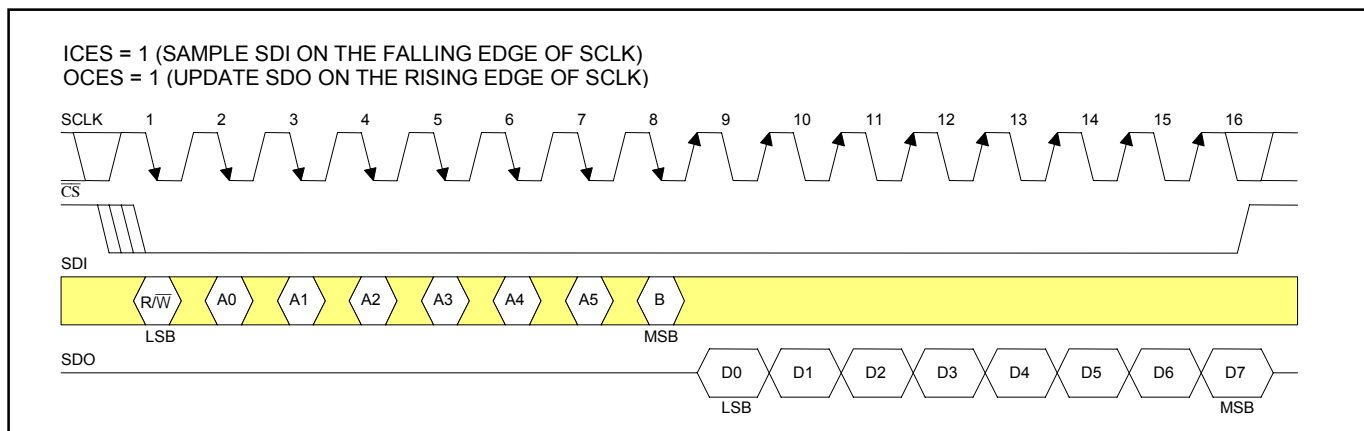 ICES = 1 (SAMPLE SDI ON THE FALLING EDGE OF SCLK)
OCES = 1 (UPDATE SDO ON THE RISING EDGE OF SCLK)
SCLK 1 2 3 4 5 6 7 8 9 10 11 12 13 14 15 16
C̅S̅
SDI
R/W̅ A0 A1 A2 A3 A4 A5 B
LSB MSB
SDO
D0 D1 D2 D3 D4 D5 D6 D7
LSB MSB